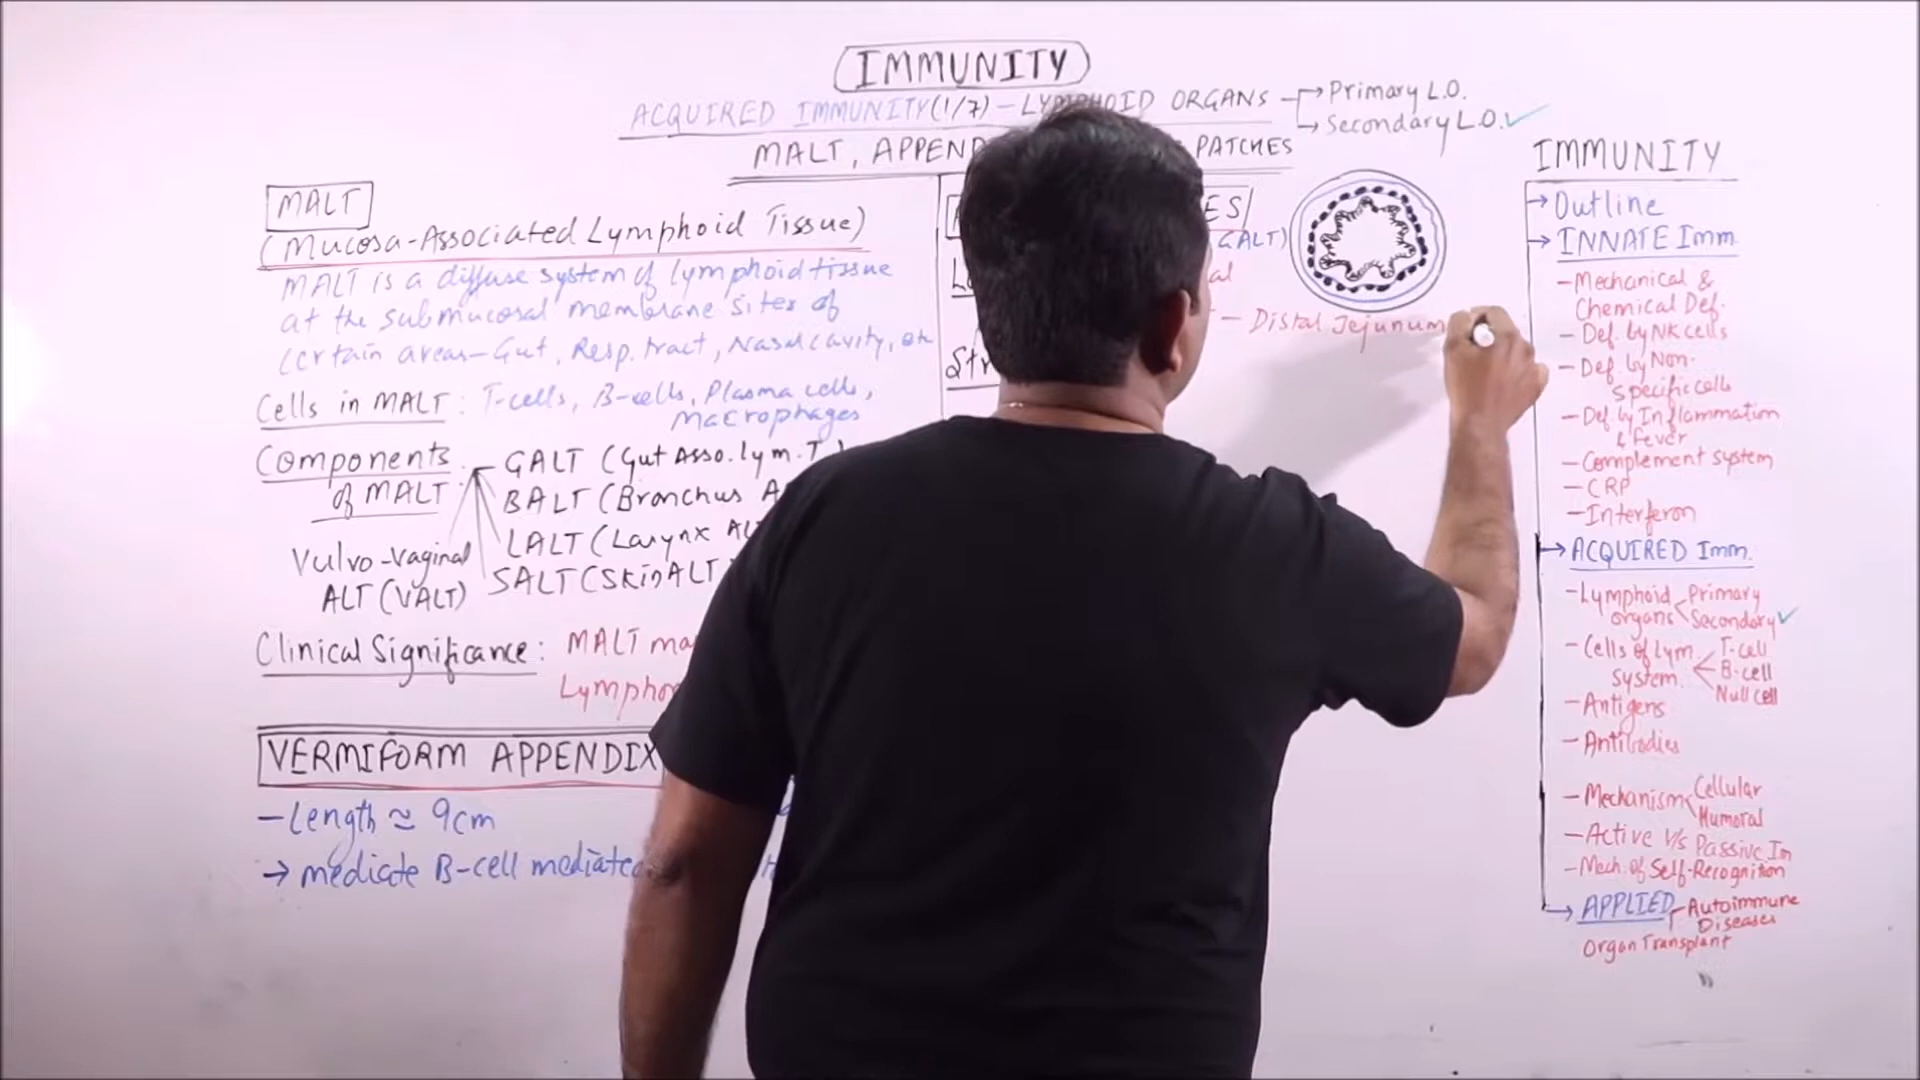 IMMUNITY
ACQUIRED IMMUNITY (1/7) - LYMPHOID ORGANS
Primary L.O.
Secondary L.O. ✓
MALT, APPEND
PATCHES
MALT
(Mucosa-Associated Lymphoid Tissue)
MALT is a diffuse system of lymphoid tissue
at the submucosal membrane sites of
certain areas - Gut, Resp. tract, Nasal cavity, etc
Cells in MALT : T-cells, B-cells, Plasma cells,
Macrophages
Components
of MALT
GALT (Gut Asso. Lym. T.)
BALT (Bronchus A
LALT (Larynx AL
SALT (Skin ALT
Vulvo-vaginal
ALT (VALT)
Clinical Significance : MALT ma
Lympho
VERMIFORM APPENDIX
- Length ≈ 9cm
→ mediate B-cell mediated
ES
GALT)
al
- Distal Jejunum
Str
IMMUNITY
→ Outline
→ INNATE Imm.
- Mechanical &
Chemical Def.
- Def. by NK cells
- Def. by Non-
specific cells
- Def. by Inflammation
& fever
- Complement system
- CRP
- Interferon
→ ACQUIRED Imm.
- Lymphoid organs
Primary
Secondary ✓
- Cells of Lym. System
T-cell
B-cell
Null cell
- Antigens
- Antibodies
- Mechanism
Cellular
Humoral
- Active V/s Passive Im
- Mech. of Self-Recognition
→ APPLIED
Autoimmune
Diseases
Organ Transplant